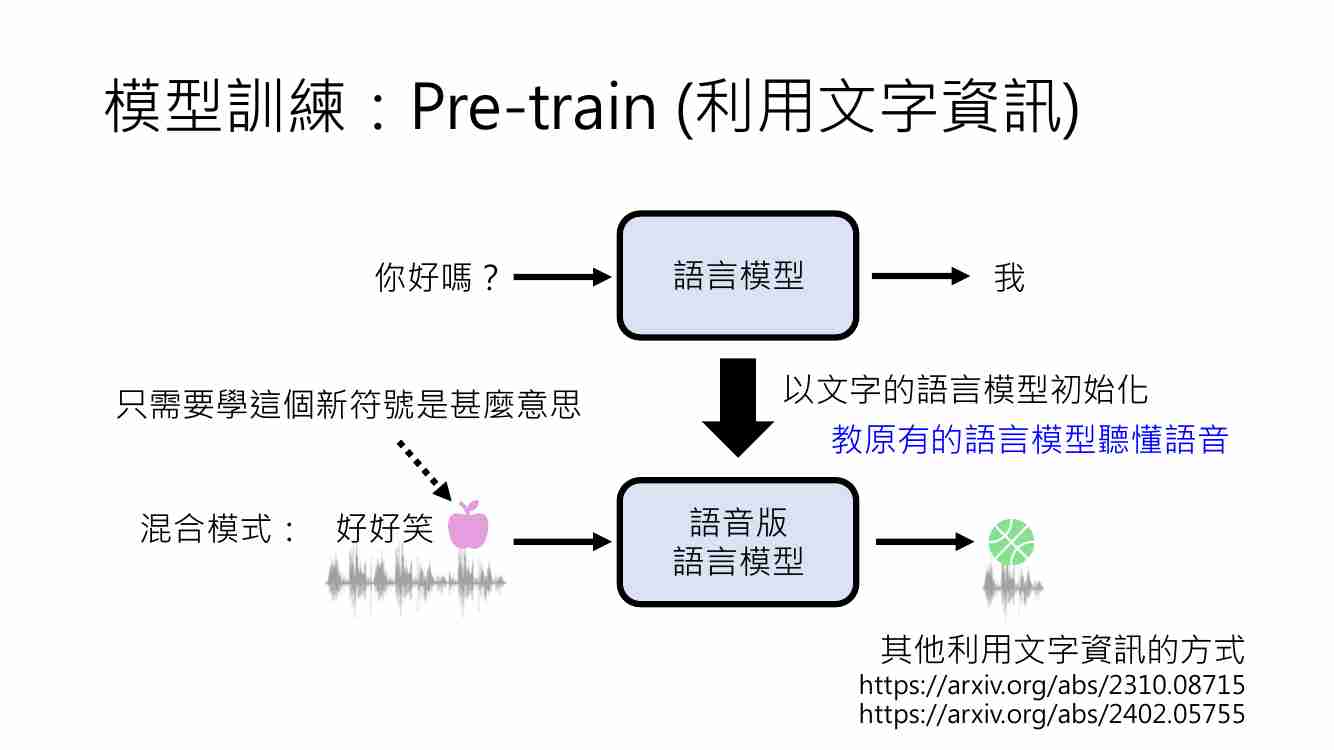 模型訓練：Pre-train (利用文字資訊)
你好嗎？
語言模型
我
以文字的語言模型初始化
教原有的語言模型聽懂語音
只需要學這個新符號是甚麼意思
混合模式：
好好笑
語音版
語言模型
其他利用文字資訊的方式
https://arxiv.org/abs/2310.08715
https://arxiv.org/abs/2402.05755